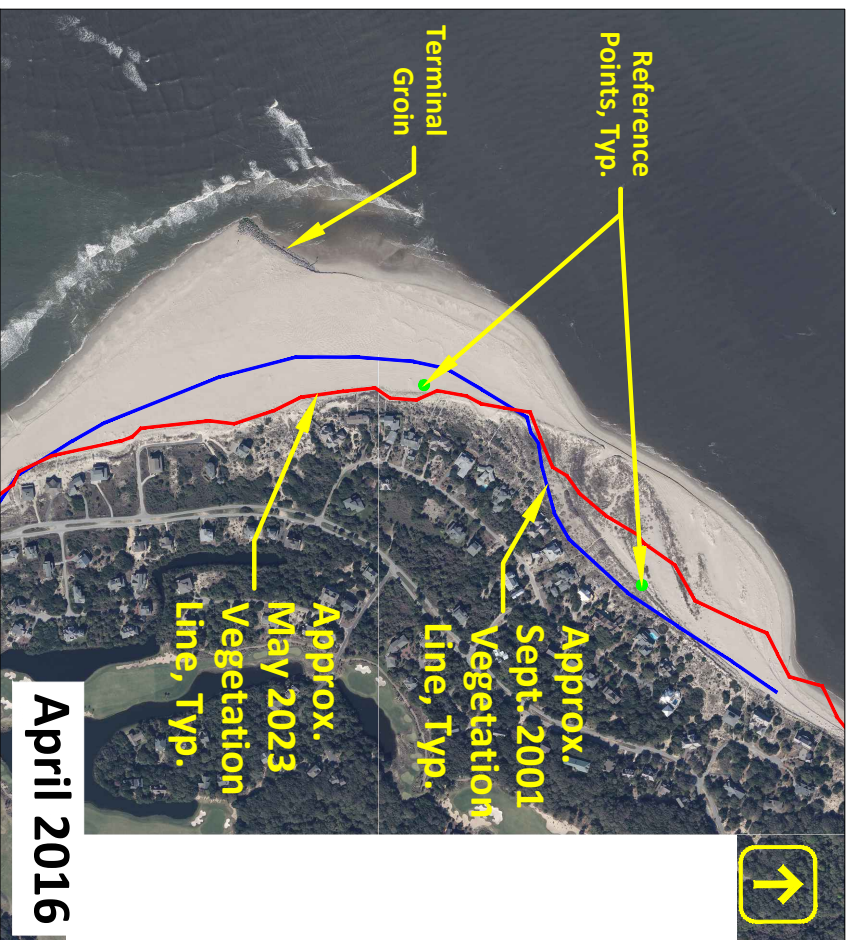 Reference
Points, Typ.
Terminal
Groin
Approx.
Sept. 2001
Vegetation
Line, Typ.
Approx.
May 2023
Vegetation
Line, Typ.
April 2016